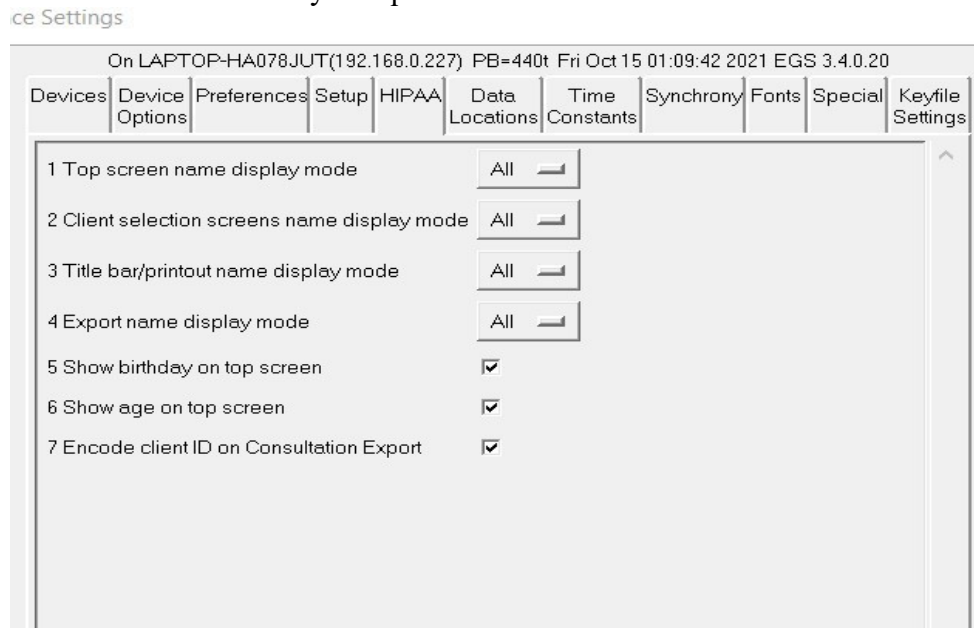 ce Settings
On LAPTOP-HA078JUT(192.168.0.227) PB=440t Fri Oct 15 01:09:42 2021 EGS 3.4.0.20
Devices Device Options Preferences Setup HIPAA Data Locations Time Constants Synchrony Fonts Special Keyfile Settings
1 Top screen name display mode All
2 Client selection screens name display mode All
3 Title bar/printout name display mode All
4 Export name display mode All
5 Show birthday on top screen
6 Show age on top screen
7 Encode client ID on Consultation Export